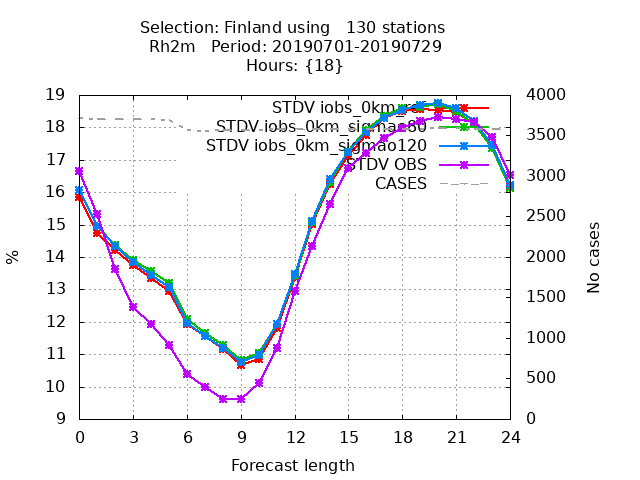 Selection: Finland using 130 stations
Rh2m Period: 20190701-20190729
Hours: {18}
STDV iobs_0km_ref
STDV iobs_0km_sigmao80
STDV iobs_0km_sigmao120
STDV OBS
CASES
19
18
17
16
15
14
13
12
11
10
9
%
4000
3500
3000
2500
2000
1500
1000
500
0
No cases
0 3 6 9 12 15 18 21 24
Forecast length